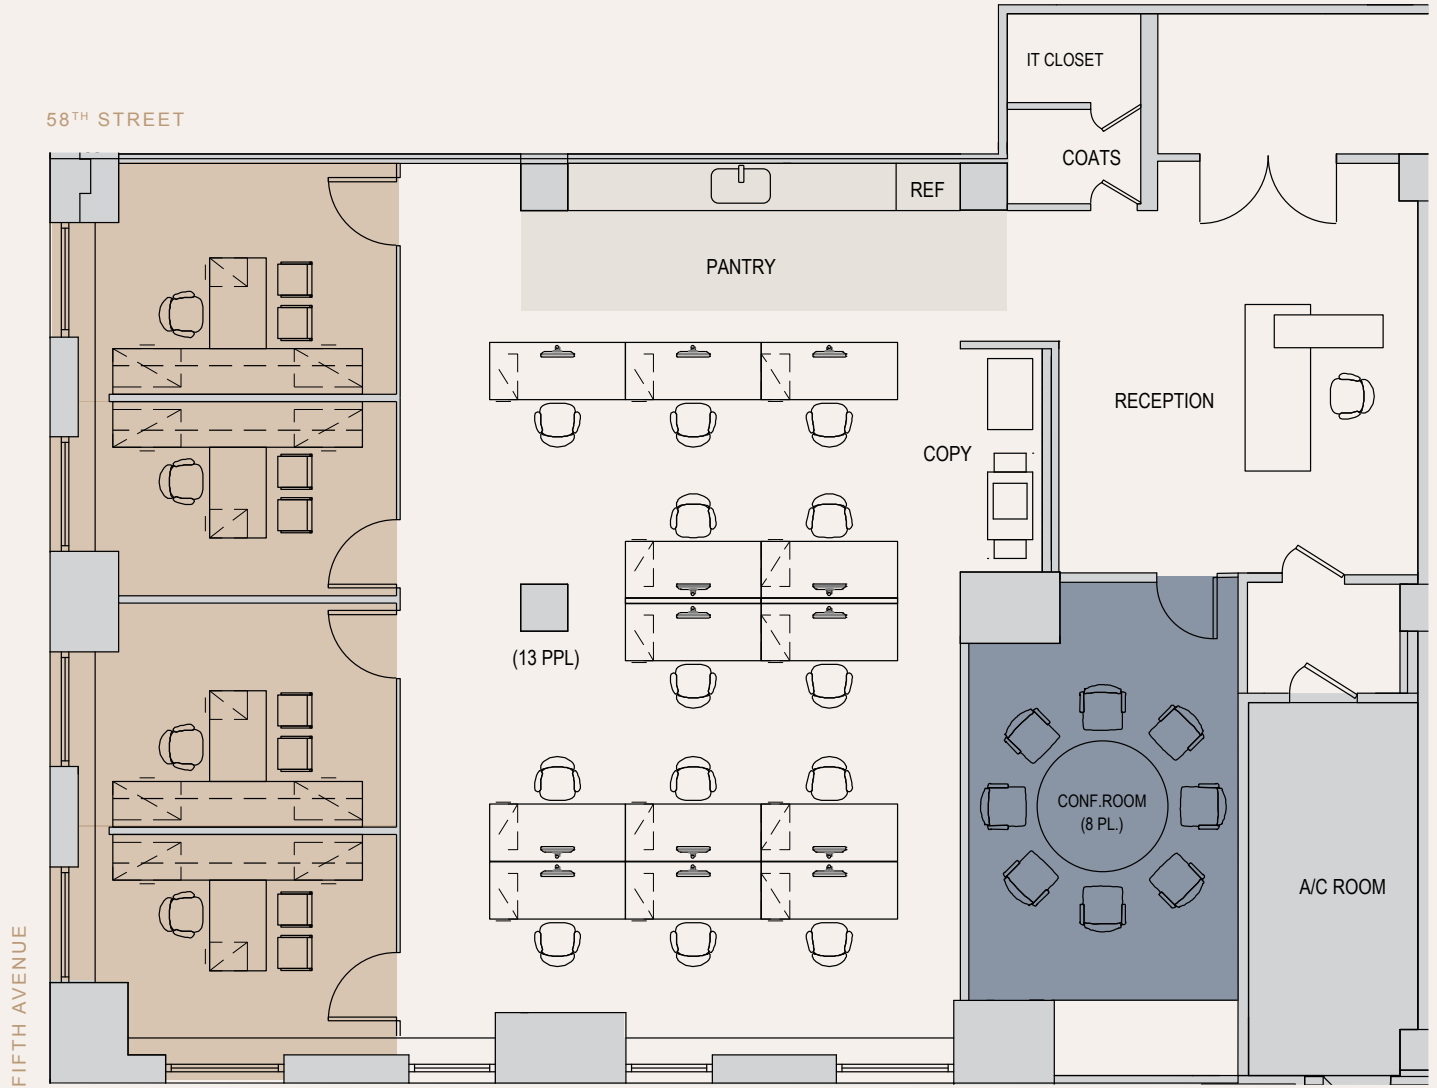 IT CLOSET
58TH STREET
COATS
REF
PANTRY
RECEPTION
COPY
(13 PPL)
CONF.ROOM
(8 PL.)
A/C ROOM
FIFTH AVENUE